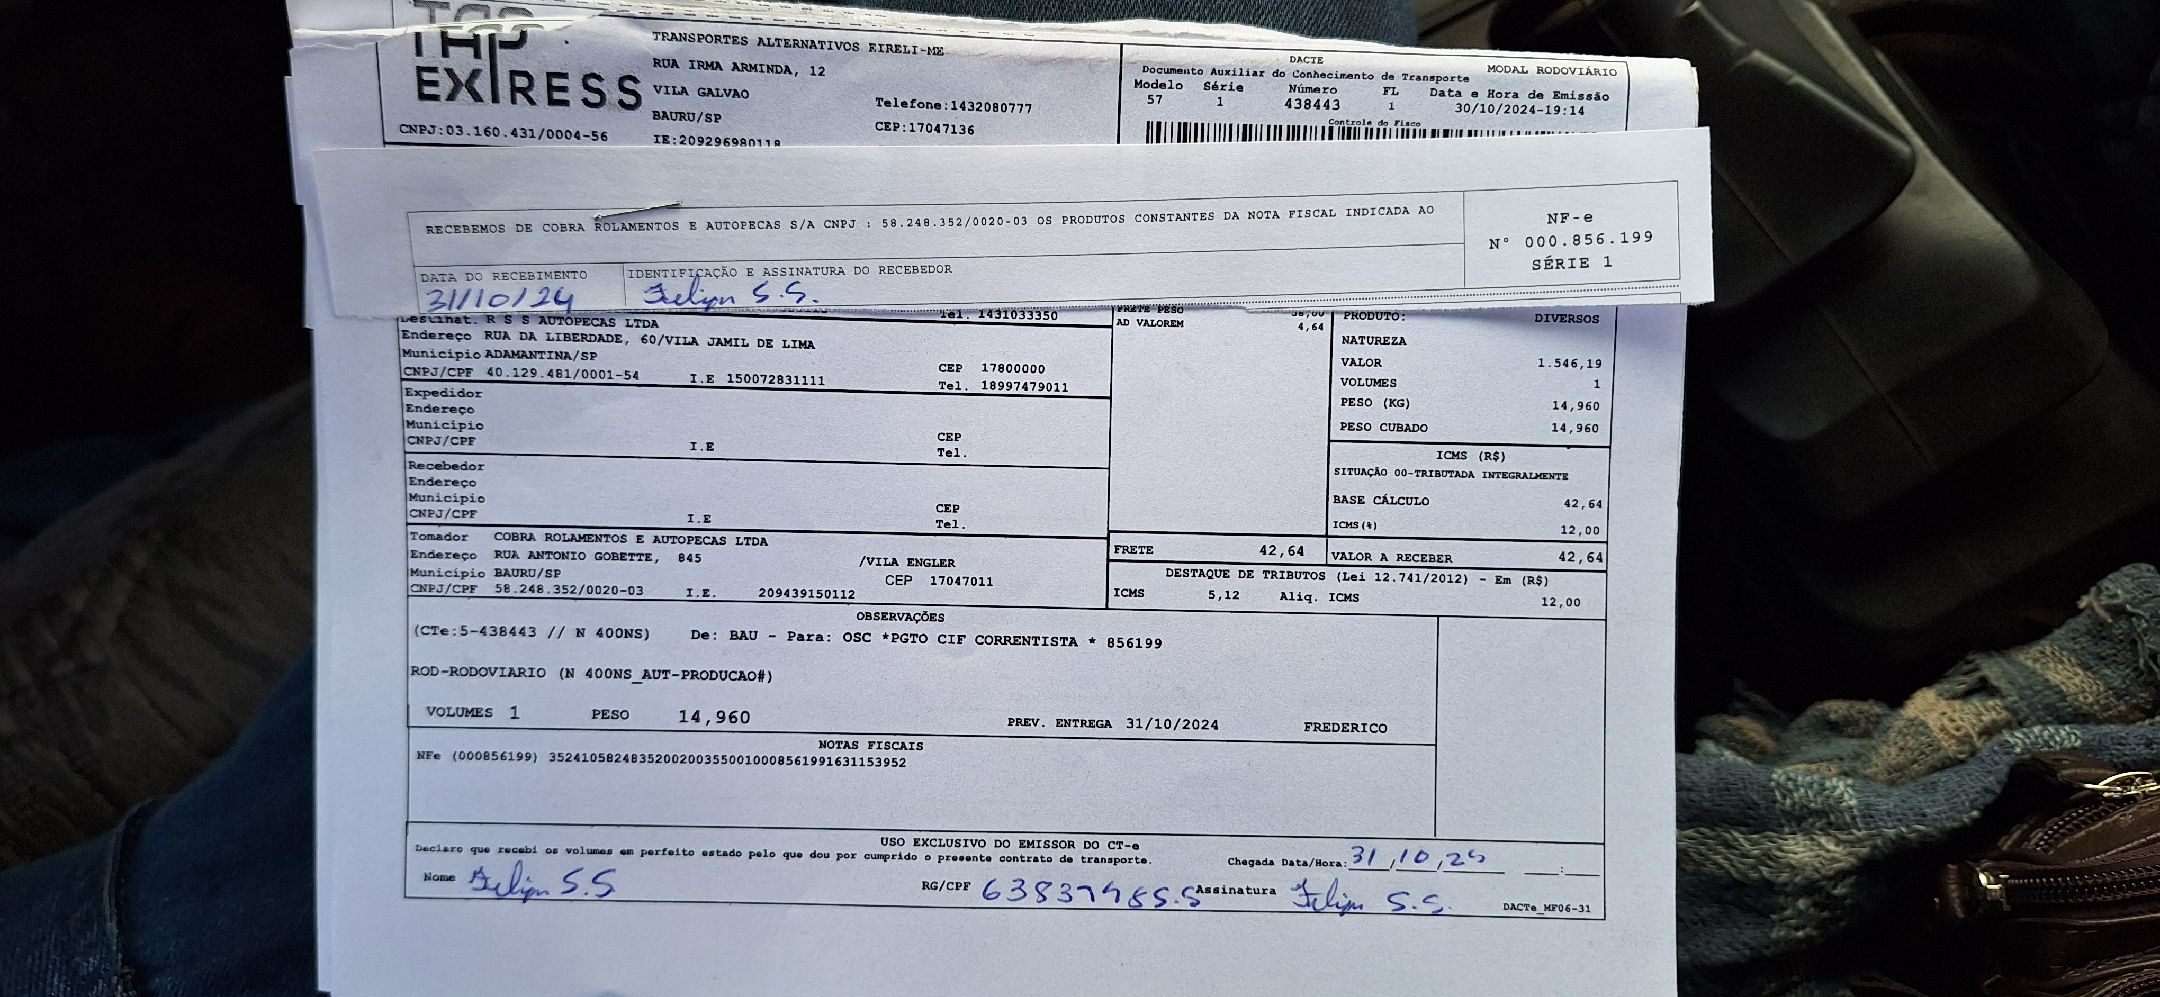 TAP
EXPRESS
CNPJ:03.160.431/0004-56
TRANSPORTES ALTERNATIVOS EIRELI-ME
RUA IRMA ARMINDA, 12
VILA GALVAO
BAURU/SP
IE:209296980118
Telefone:1432080777
CEP:17047136
DACTE
Documento Auxiliar do Conhecimento de Transporte MODAL RODOVIÁRIO
Modelo Série Número FL Data e Hora de Emissão
57 1 438443 1 30/10/2024-19:14
Controle do Fisco
RECEBEMOS DE COBRA ROLAMENTOS E AUTOPECAS S/A CNPJ : 58.248.352/0020-03 OS PRODUTOS CONSTANTES DA NOTA FISCAL INDICADA AO
NF-e
N° 000.856.199
SÉRIE 1
DATA DO RECEBIMENTO IDENTIFICAÇÃO E ASSINATURA DO RECEBEDOR
31/10/24 Felipe S.S.
Tel. 1431033350
Destinat. R S S AUTOPECAS LTDA
Endereço RUA DA LIBERDADE, 60/VILA JAMIL DE LIMA
Município ADAMANTINA/SP CEP 17800000
CNPJ/CPF 40.129.481/0001-54 I.E 150072831111 Tel. 18997479011
Expedidor
Endereço
Município CEP
CNPJ/CPF I.E Tel.
Recebedor
Endereço
Município CEP
CNPJ/CPF I.E Tel.
Tomador COBRA ROLAMENTOS E AUTOPECAS LTDA
Endereço RUA ANTONIO GOBETTE, 845 /VILA ENGLER
Município BAURU/SP CEP 17047011
CNPJ/CPF 58.248.352/0020-03 I.E. 209439150112
FRETE PESO 38,00
AD VALOREM 4,64
PRODUTO: DIVERSOS
NATUREZA
VALOR 1.546,19
VOLUMES 1
PESO (KG) 14,960
PESO CUBADO 14,960
ICMS (R$)
SITUAÇÃO 00-TRIBUTADA INTEGRALMENTE
BASE CÁLCULO 42,64
ICMS(%) 12,00
FRETE 42,64 VALOR A RECEBER 42,64
DESTAQUE DE TRIBUTOS (Lei 12.741/2012) - Em (R$)
ICMS 5,12 Aliq. ICMS 12,00
OBSERVAÇÕES
(CTe:5-438443 // N 400NS) De: BAU - Para: OSC *PGTO CIF CORRENTISTA * 856199
ROD-RODOVIARIO (N 400NS_AUT-PRODUCAO#)
VOLUMES 1 PESO 14,960 PREV. ENTREGA 31/10/2024 FREDERICO
NOTAS FISCAIS
NFe (000856199) 35241058248352002003550010008561991631153952
USO EXCLUSIVO DO EMISSOR DO CT-e
Declaro que recebi os volumes em perfeito estado pelo que dou por cumprido o presente contrato de transporte. Chegada Data/Hora: 31/10/24 __:__
Nome Felipe S.S RG/CPF Assinatura Felipe S.S.
DACTe_MF06-31